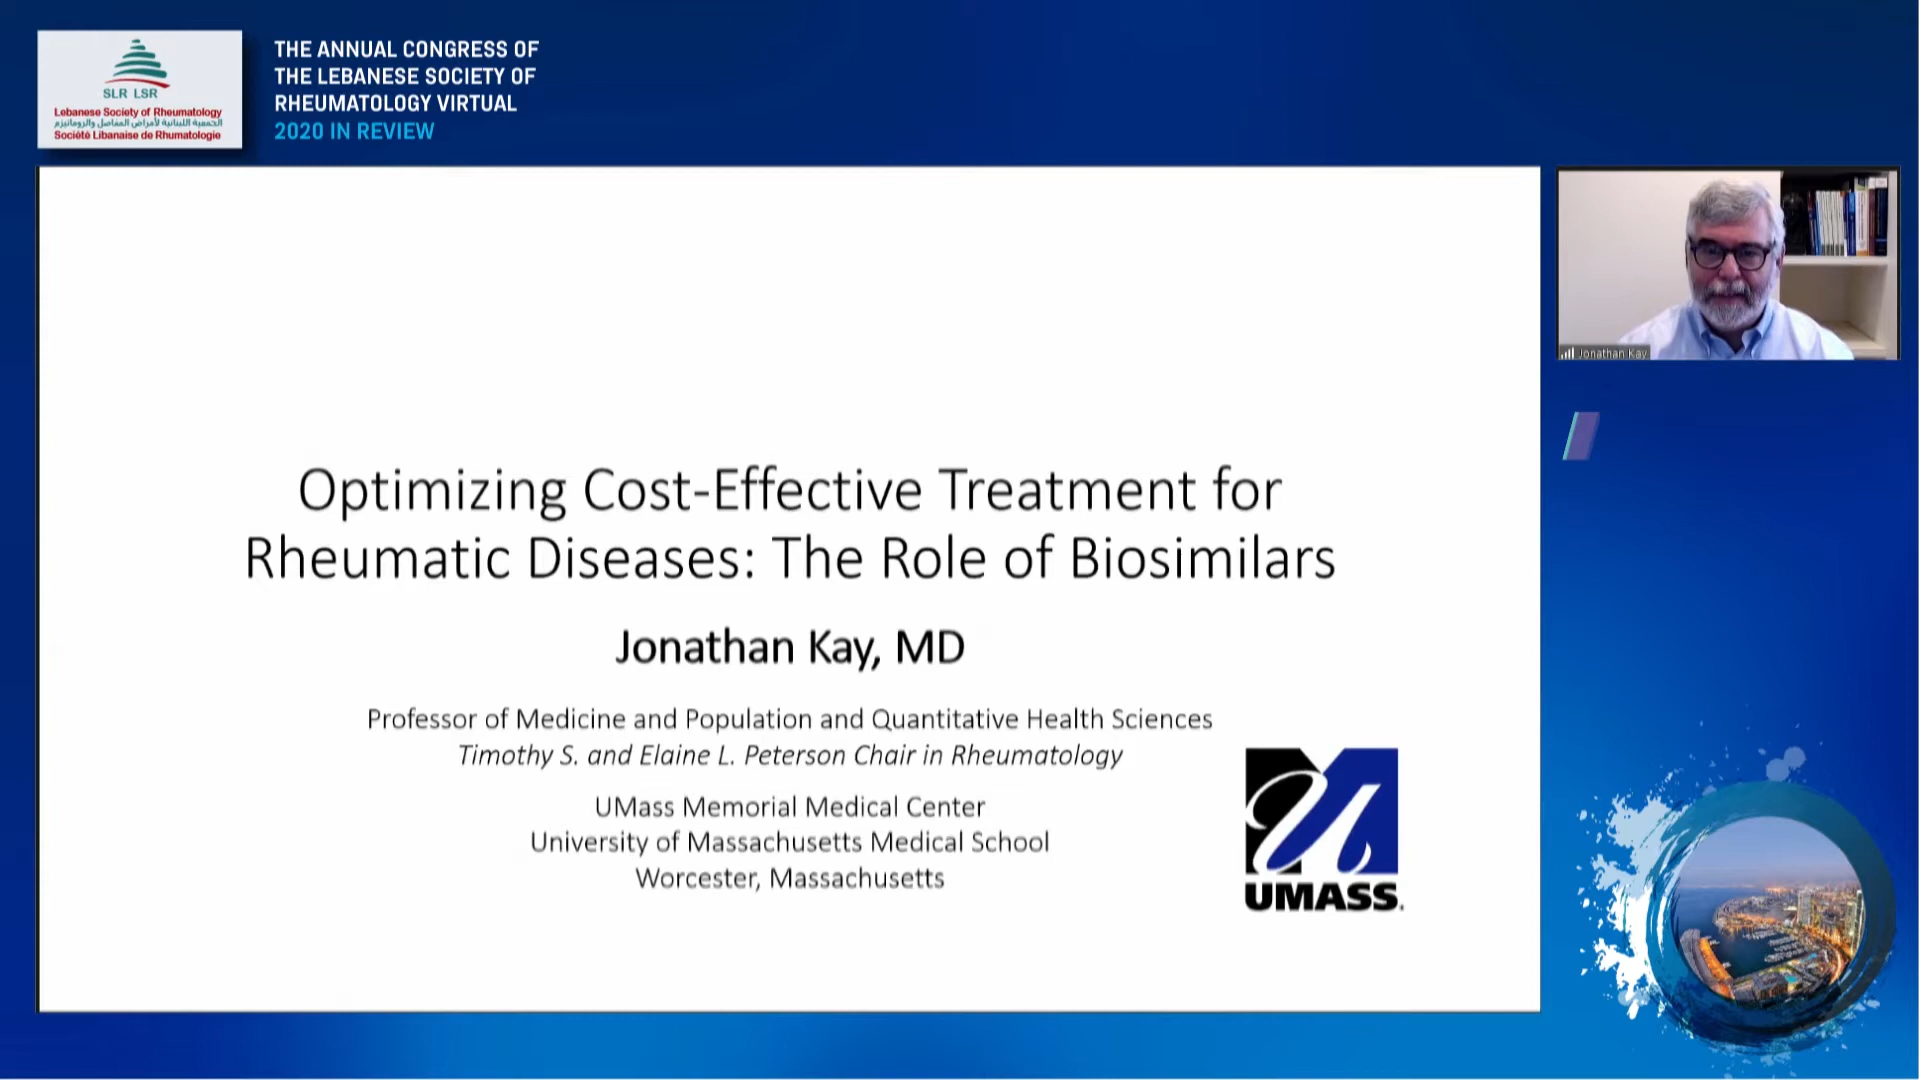 SLR LSR
Lebanese Society of Rheumatology
الجمعية اللبنانية لأمراض المفاصل والروماتيزم
Société Libanaise de Rhumatologie
THE ANNUAL CONGRESS OF
THE LEBANESE SOCIETY OF
RHEUMATOLOGY VIRTUAL
2020 IN REVIEW
Optimizing Cost-Effective Treatment for
Rheumatic Diseases: The Role of Biosimilars
Jonathan Kay, MD
Professor of Medicine and Population and Quantitative Health Sciences
Timothy S. and Elaine L. Peterson Chair in Rheumatology
UMass Memorial Medical Center
University of Massachusetts Medical School
Worcester, Massachusetts
UMASS.
Jonathan Kay